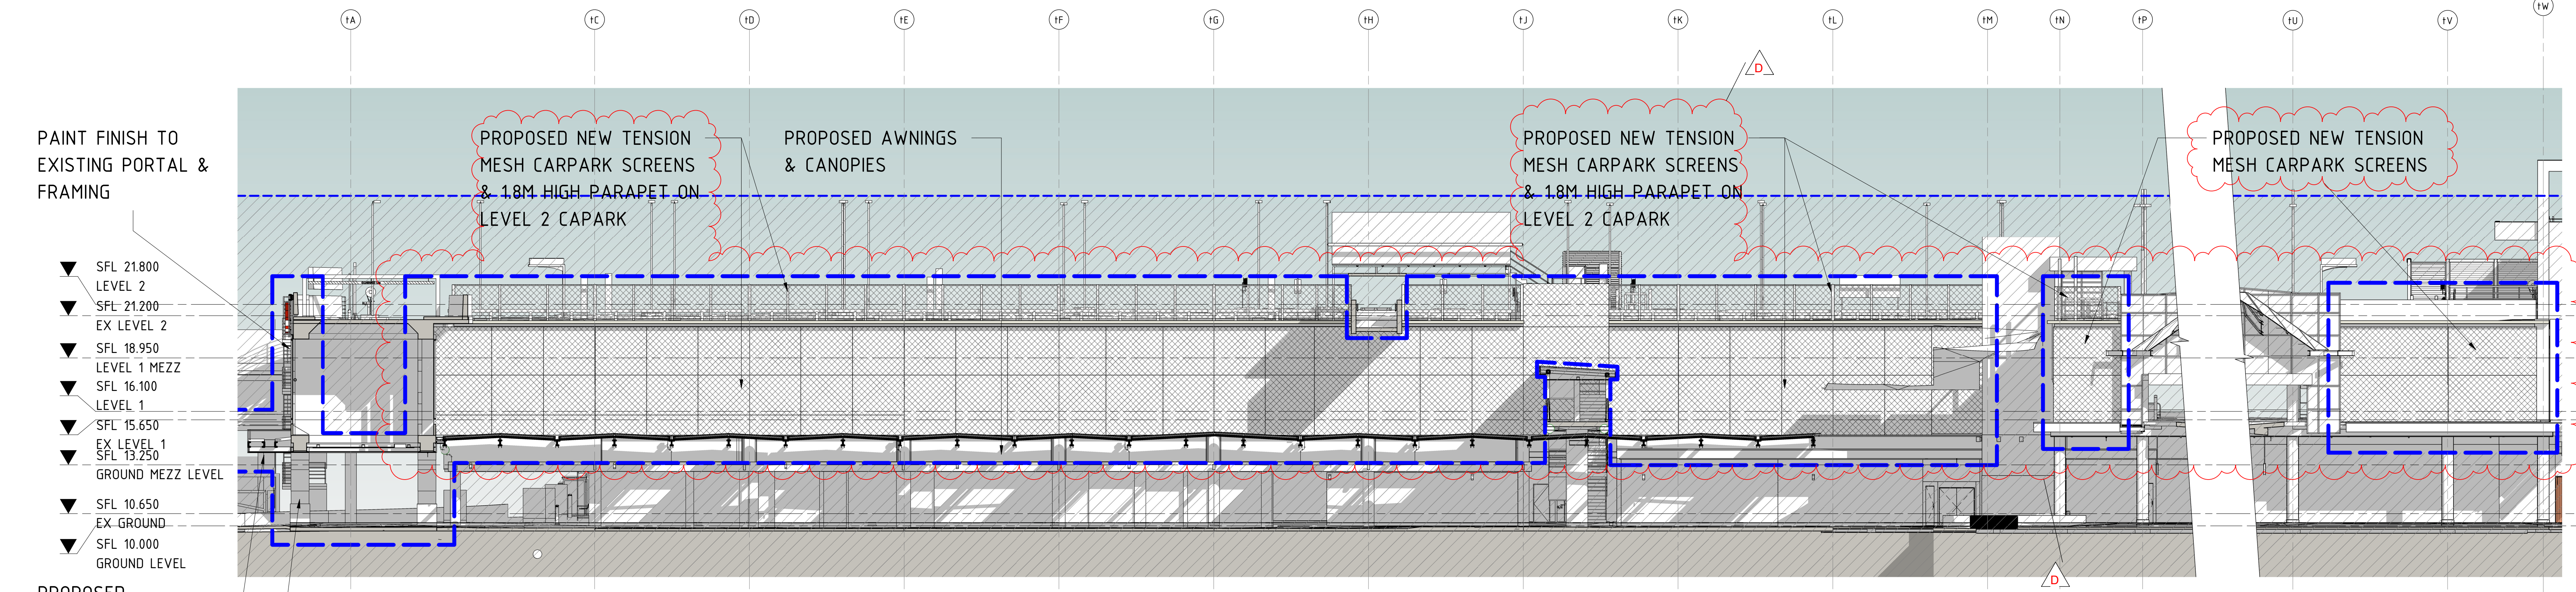 tA
tC
tD
tE
tF
tG
tH
tJ
tK
tL
tM
tN
tP
tU
tV
tW
D
PAINT FINISH TO
EXISTING PORTAL &
FRAMING
PROPOSED NEW TENSION
MESH CARPARK SCREENS
& 1.8M HIGH PARAPET ON
LEVEL 2 CAPARK
PROPOSED AWNINGS
& CANOPIES
PROPOSED NEW TENSION
MESH CARPARK SCREENS
& 1.8M HIGH PARAPET ON
LEVEL 2 CAPARK
PROPOSED NEW TENSION
MESH CARPARK SCREENS
SFL 21.800
LEVEL 2
SFL 21.200
EX LEVEL 2
SFL 18.950
LEVEL 1 MEZZ
SFL 16.100
LEVEL 1
SFL 15.650
EX LEVEL 1
SFL 13.250
GROUND MEZZ LEVEL
SFL 10.650
EX GROUND
SFL 10.000
GROUND LEVEL
D
PROPOSED